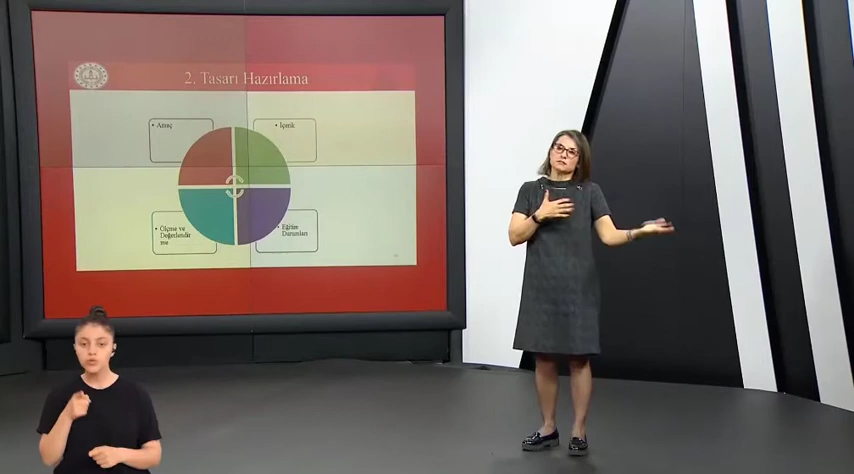 2. Tasarı Hazırlama
• Amaç
• İçerik
• Ölçme ve
Değerlendir
me
• Eğitim
Durumları